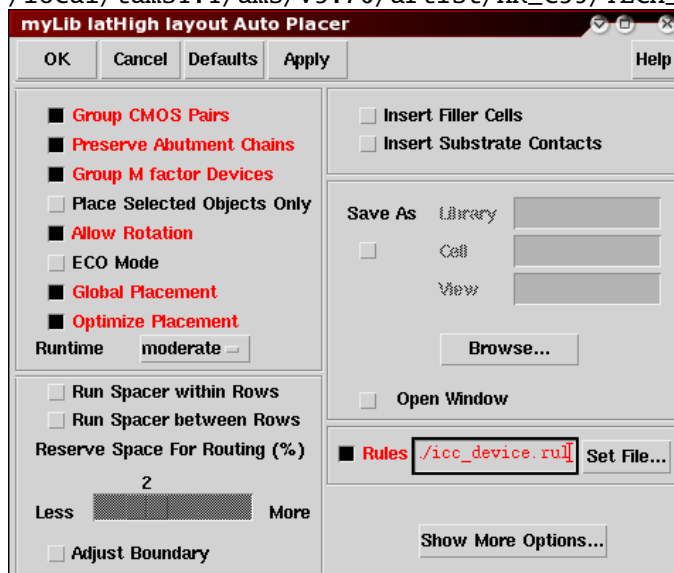 myLib latHigh layout Auto Placer
OK Cancel Defaults Apply Help
Group CMOS Pairs
Preserve Abutment Chains
Group M factor Devices
Place Selected Objects Only
Allow Rotation
ECO Mode
Global Placement
Optimize Placement
Runtime moderate
Run Spacer within Rows
Run Spacer between Rows
Reserve Space For Routing (%)
2
Less More
Adjust Boundary
Insert Filler Cells
Insert Substrate Contacts
Save As Library
Cell
View
Browse...
Open Window
Rules ./icc_device.rul Set File...
Show More Options...